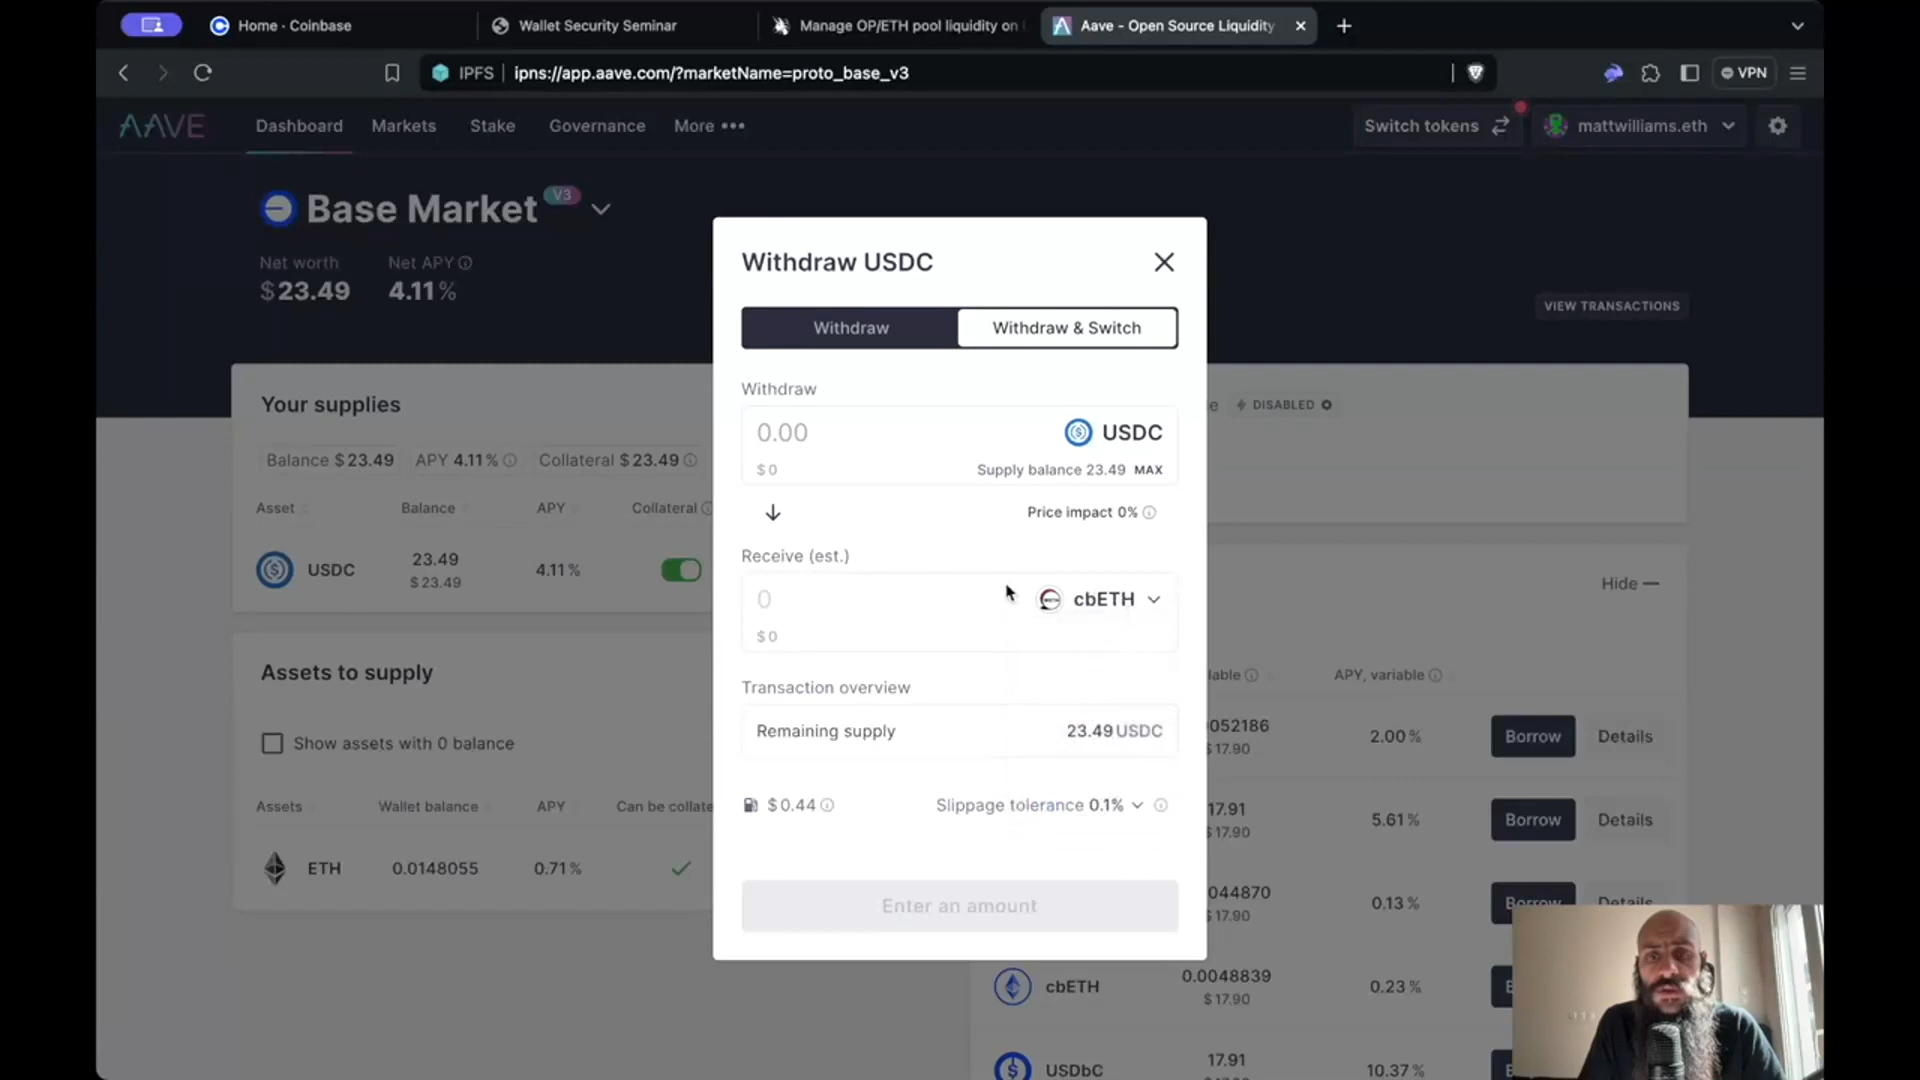 Home - Coinbase
Wallet Security Seminar
Manage OP/ETH pool liquidity on
Aave - Open Source Liquidity
IPFS
ipns://app.aave.com/?marketName=proto_base_v3
VPN
AAVE
Dashboard
Markets
Stake
Governance
More
Switch tokens
mattwilliams.eth
Base Market V3
Net worth
Net APY
$23.49
4.11%
VIEW TRANSACTIONS
Withdraw USDC
Withdraw
Withdraw & Switch
Withdraw
0.00
USDC
$0
Supply balance 23.49 MAX
Price impact 0%
Receive (est.)
0
cbETH
$0
Transaction overview
Remaining supply
23.49 USDC
$0.44
Slippage tolerance 0.1%
Enter an amount
Your supplies
Balance $23.49
APY 4.11%
Collateral $23.49
Asset
Balance
APY
Collateral
USDC
23.49
$23.49
4.11%
Assets to supply
Show assets with 0 balance
Assets
Wallet balance
APY
Can be collate
ETH
0.0148055
0.71%
DISABLED
Hide
APY, variable
052186
$17.90
2.00%
Borrow
Details
17.91
$17.90
5.61%
Borrow
Details
044870
$17.90
0.13%
Borrow
Details
cbETH
0.0048839
$17.90
0.23%
USDbC
17.91
10.37%